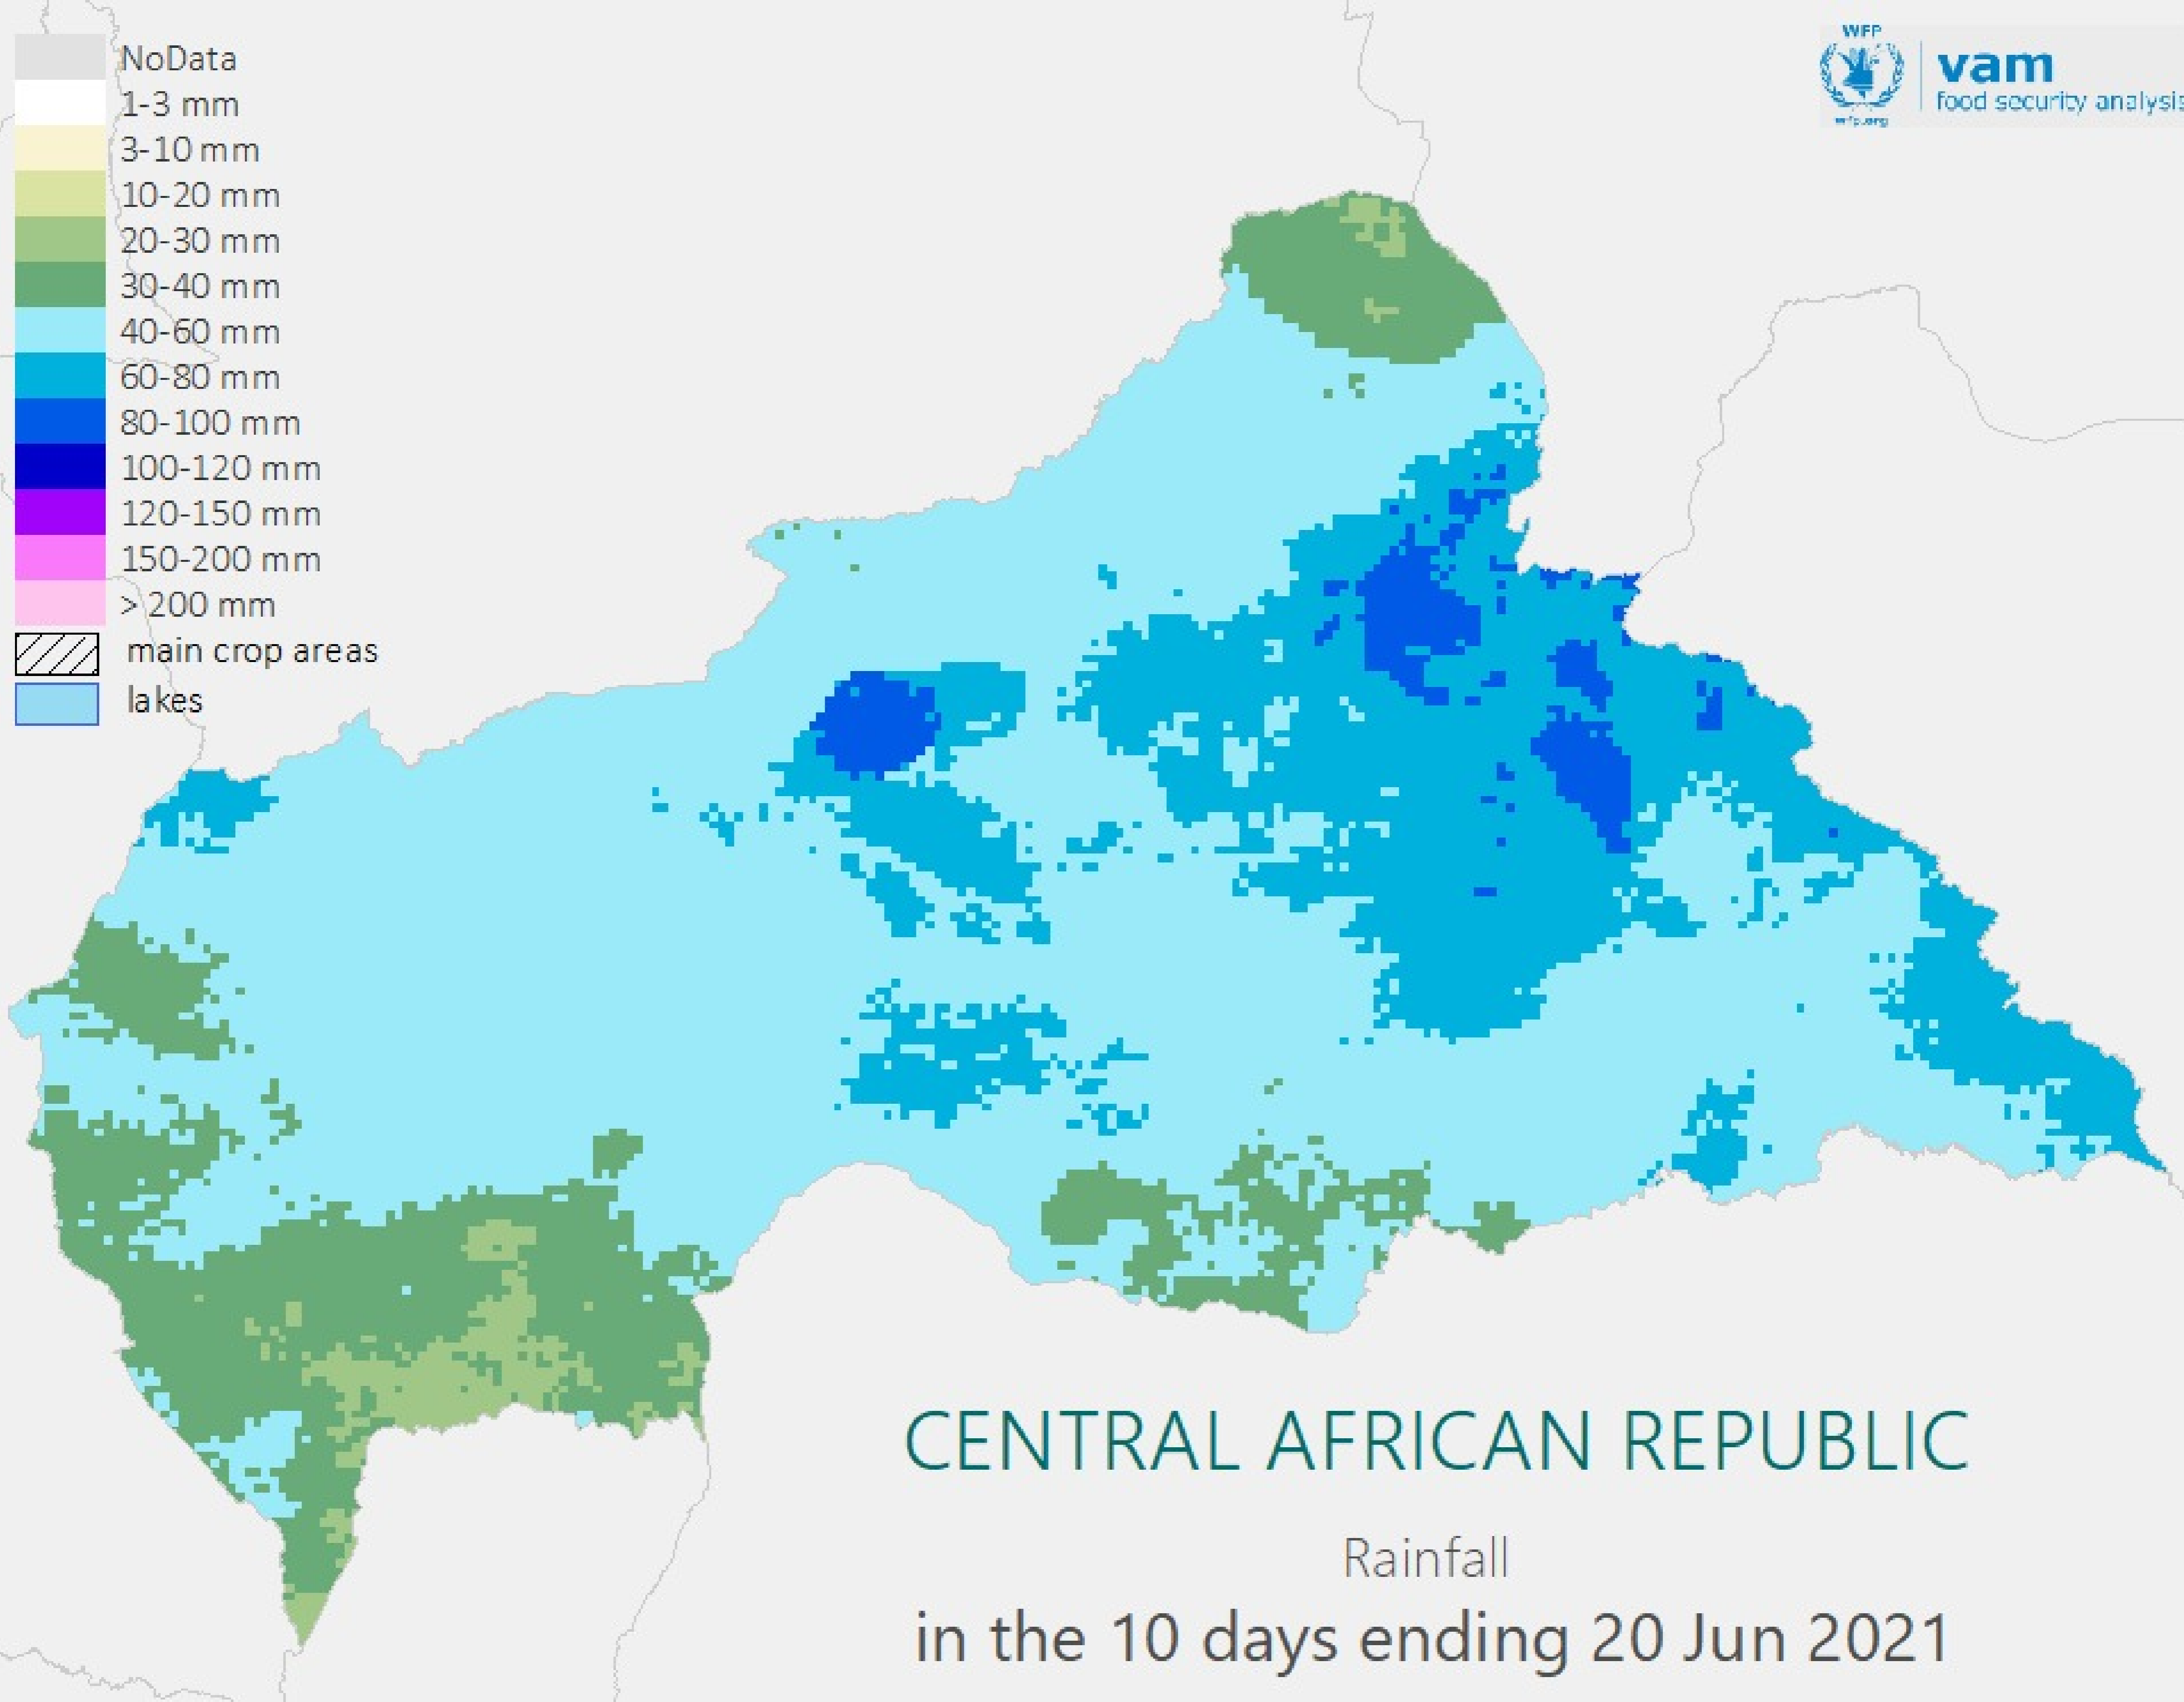 NoData
1-3 mm
3-10 mm
10-20 mm
20-30 mm
30-40 mm
40-60 mm
60-80 mm
80-100 mm
100-120 mm
120-150 mm
150-200 mm
> 200 mm
main crop areas
lakes
WFP
wfp.org
vam
food security analysis
CENTRAL AFRICAN REPUBLIC
Rainfall
in the 10 days ending 20 Jun 2021